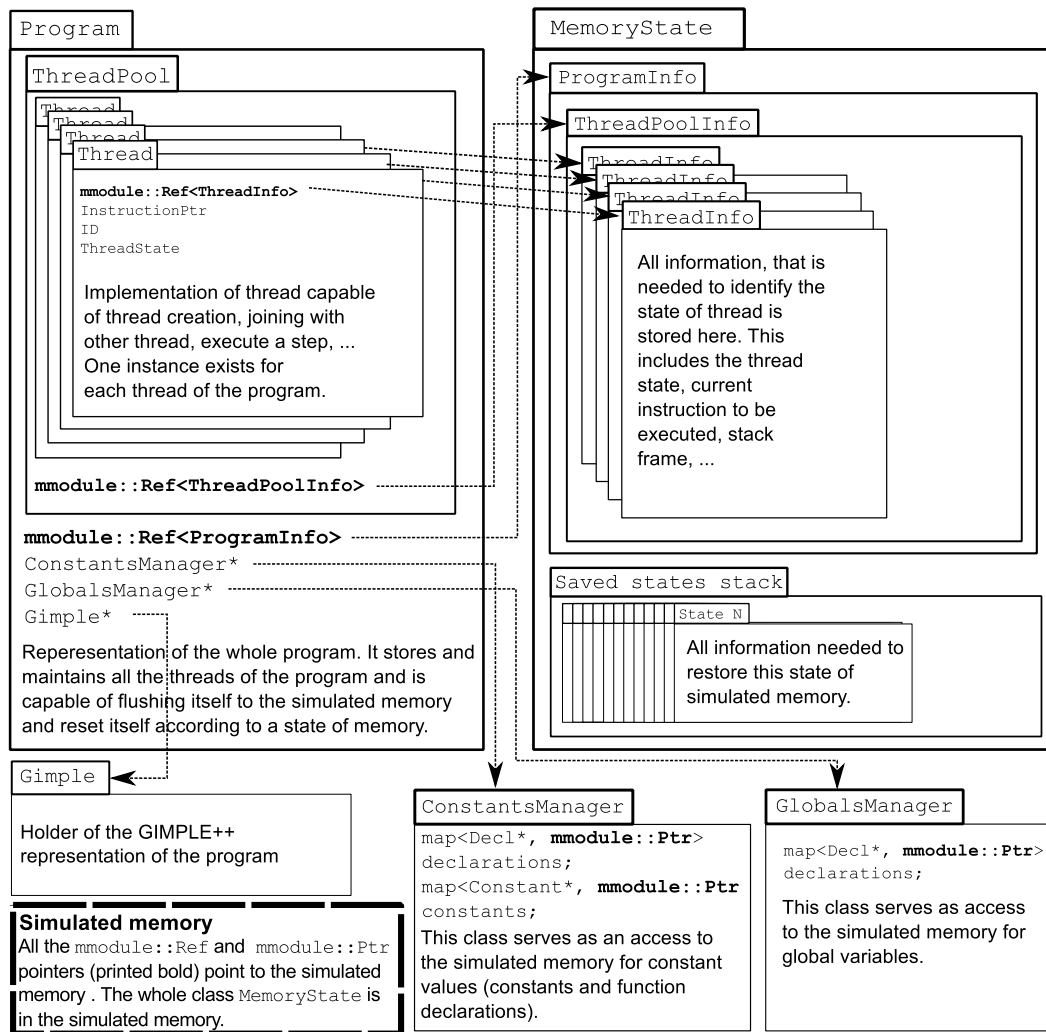 Program
ThreadPool
Thread
Thread
Thread
Thread
mmodule::Ref<ThreadInfo>
InstructionPtr
ID
ThreadState
Implementation of thread capable
of thread creation, joining with
other thread, execute a step, ...
One instance exists for
each thread of the program.
mmodule::Ref<ThreadPoolInfo>
mmodule::Ref<ProgramInfo>
ConstantsManager*
GlobalsManager*
Gimple*
Reperesentation of the whole program. It stores and
maintains all the threads of the program and is
capable of flushing itself to the simulated memory
and reset itself according to a state of memory.
MemoryState
ProgramInfo
ThreadPoolInfo
ThreadInfo
ThreadInfo
ThreadInfo
ThreadInfo
All information, that is
needed to identify the
state of thread is
stored here. This
includes the thread
state, current
instruction to be
executed, stack
frame, ...
Saved states stack
State N
All information needed to
restore this state of
simulated memory.
Gimple
Holder of the GIMPLE++
representation of the program
Simulated memory
All the mmodule::Ref and mmodule::Ptr
pointers (printed bold) point to the simulated
memory . The whole class MemoryState is
in the simulated memory.
ConstantsManager
map<Decl*, mmodule::Ptr>
declarations;
map<Constant*, mmodule::Ptr
constants;
This class serves as an access to
the simulated memory for constant
values (constants and function
declarations).
GlobalsManager
map<Decl*, mmodule::Ptr>
declarations;
This class serves as access
to the simulated memory for
global variables.